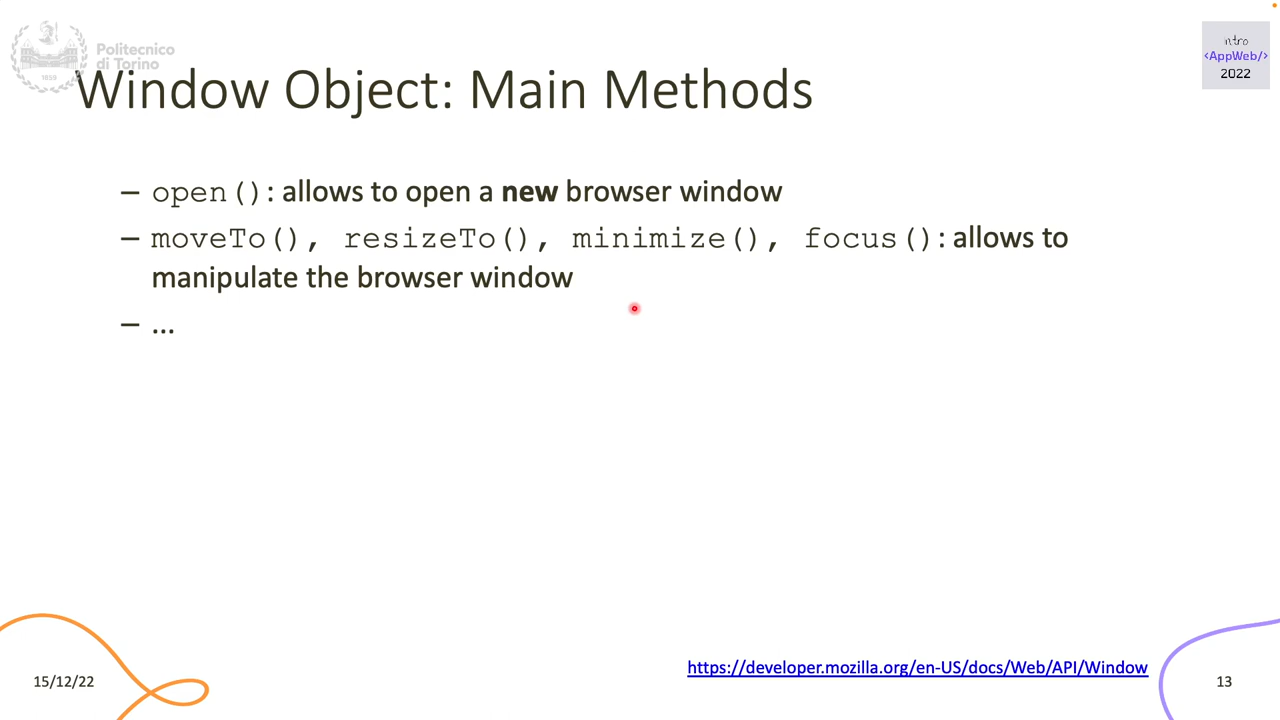 Politecnico
di Torino
1859
intro
<AppWeb/>
2022
Window Object: Main Methods
– open(): allows to open a new browser window
– moveTo(), resizeTo(), minimize(), focus(): allows to
manipulate the browser window
– …
https://developer.mozilla.org/en-US/docs/Web/API/Window
15/12/22
13